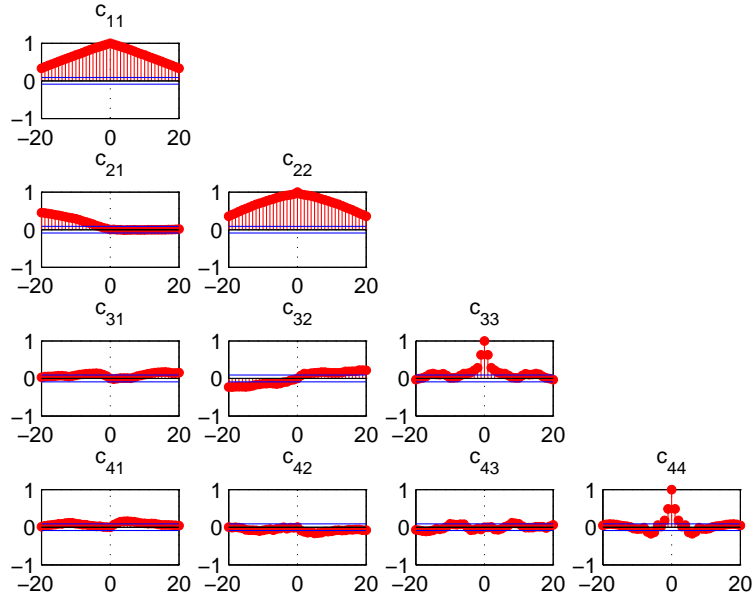 c11
1
0
−1
−20 0 20
c21 c22
1 1
0 0
−1 −1
−20 0 20 −20 0 20
c31 c32 c33
1 1 1
0 0 0
−1 −1 −1
−20 0 20 −20 0 20 −20 0 20
c41 c42 c43 c44
1 1 1 1
0 0 0 0
−1 −1 −1 −1
−20 0 20 −20 0 20 −20 0 20 −20 0 20